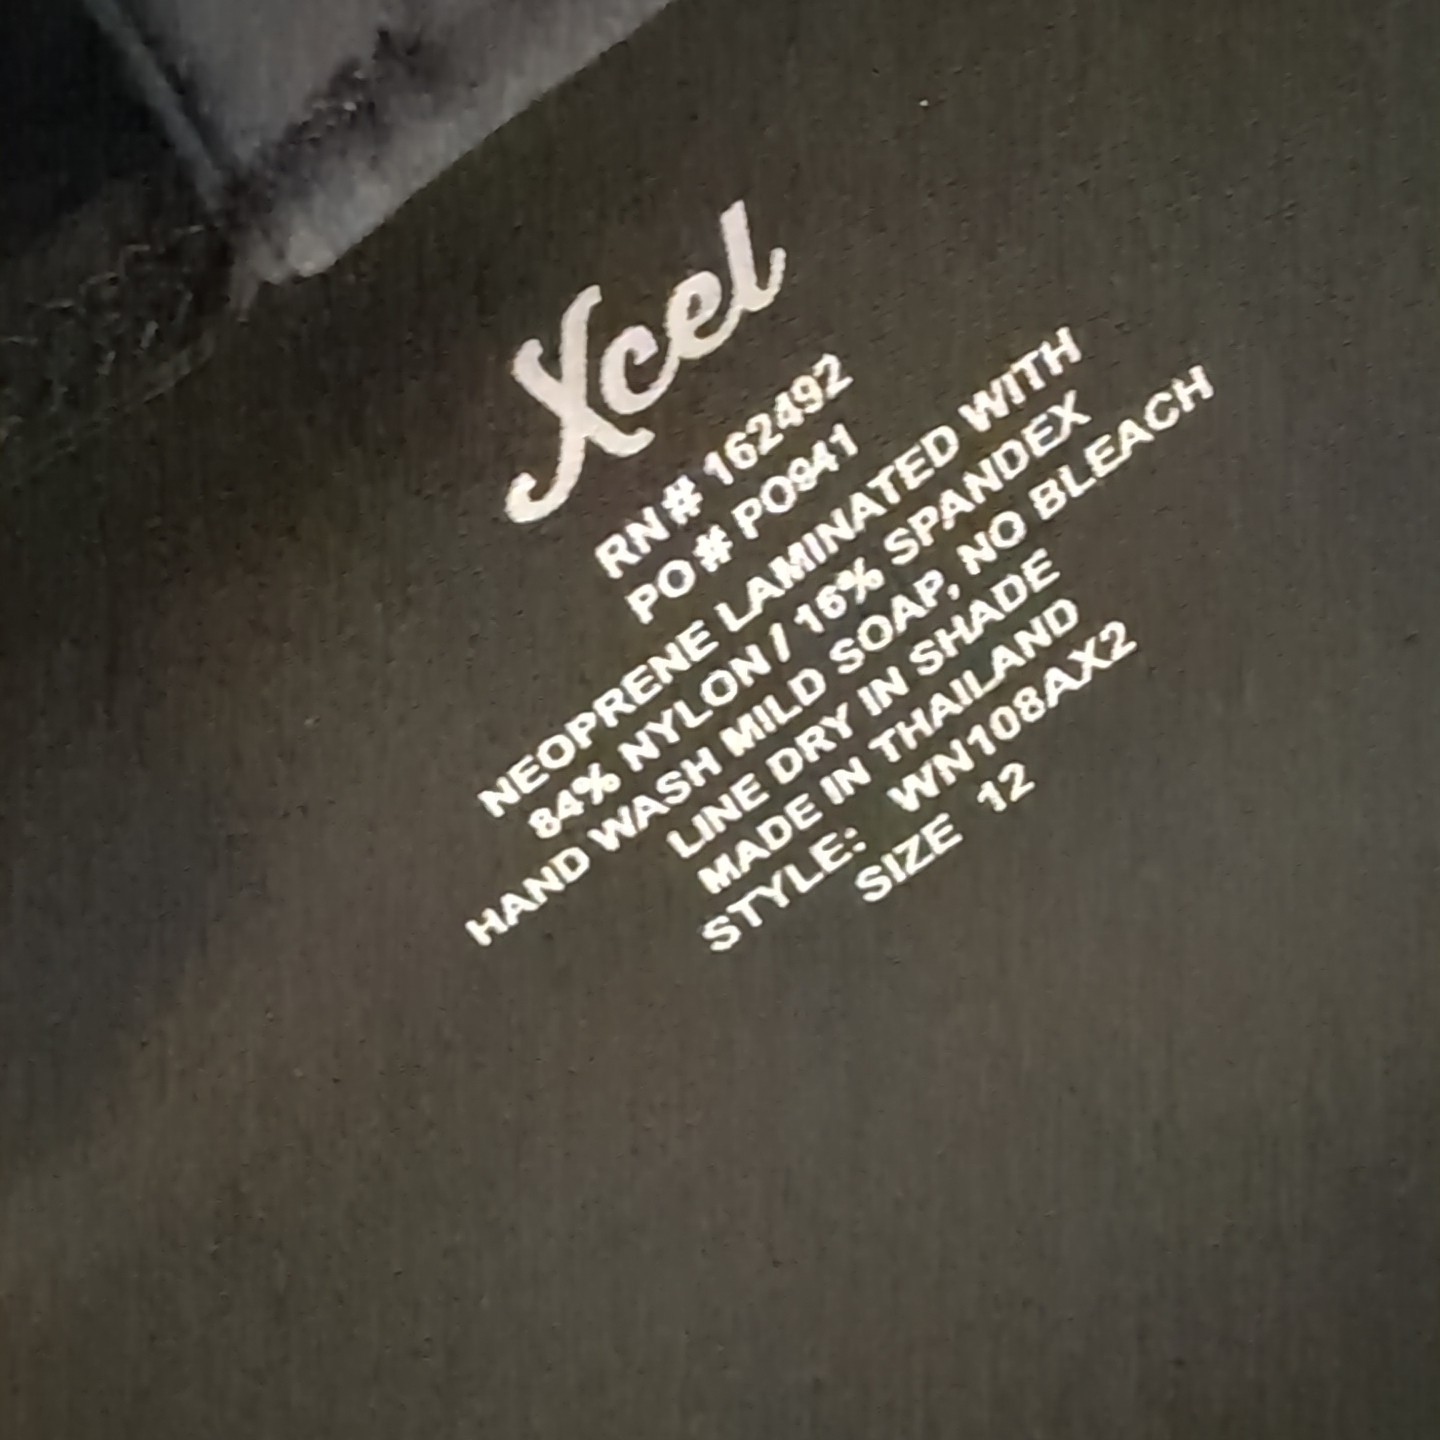 Xcel
RN# 162492
PO# PO941
NEOPRENE LAMINATED WITH
84% NYLON / 16% SPANDEX
HAND WASH MILD SOAP, NO BLEACH
LINE DRY IN SHADE
MADE IN THAILAND
STYLE: WN108AX2
SIZE 12